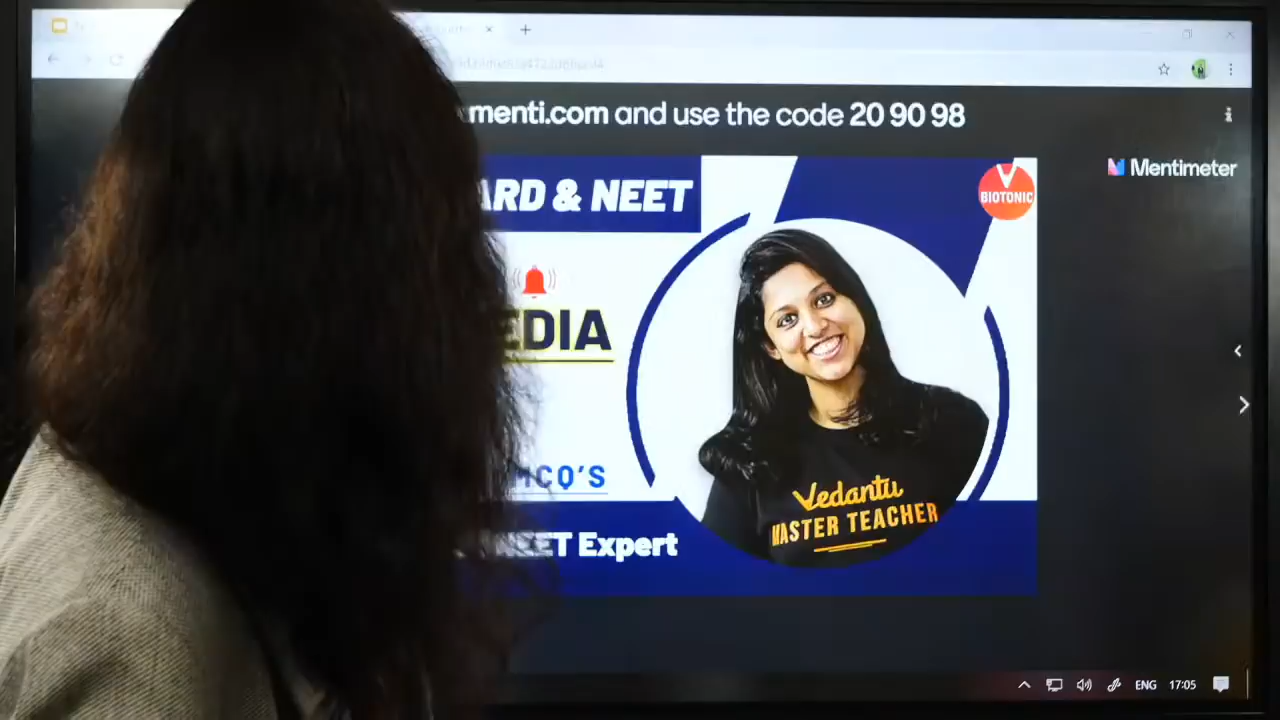 menti.com and use the code 20 90 98
Mentimeter
ARD & NEET
BIOTONIC
EDIA
MCQ'S
NEET Expert
Vedantu
MASTER TEACHER
ENG 17:05